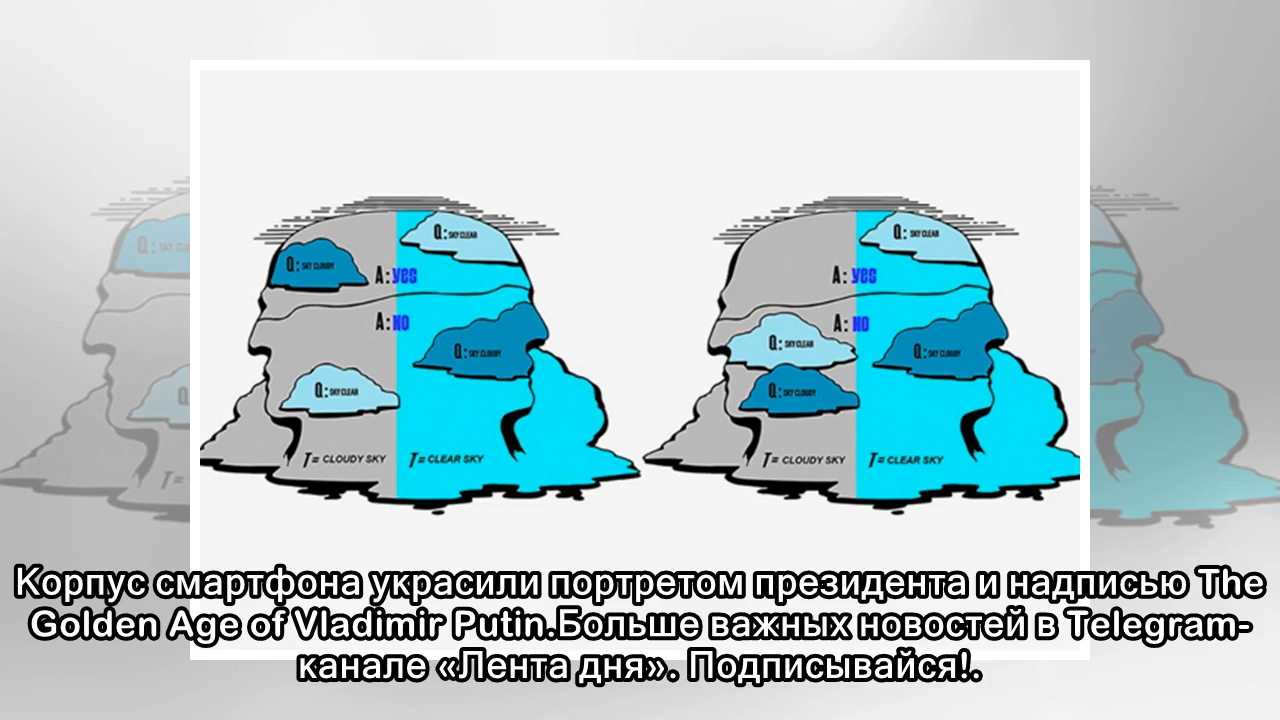 Q: SKY CLEAR
Q: SKY CLOUDY
A: yes
A: NO
Q: SKY CLOUDY
Q: SKY CLEAR
T= CLOUDY SKY
T= CLEAR SKY
Q: SKY CLEAR
A: yes
A: NO
Q: SKY CLEAR
Q: SKY CLOUDY
Q: SKY CLOUDY
T= CLOUDY SKY
T= CLEAR SKY
Корпус смартфона украсили портретом президента и надписью The
Golden Age of Vladimir Putin.Больше важных новостей в Telegram-
канале «Лента дня». Подписывайся!.